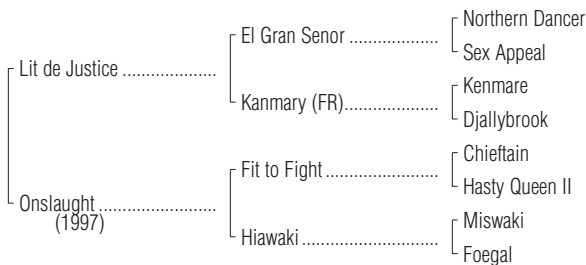 Northern Dancer
El Gran Senor ......................
Sex Appeal
Lit de Justice ...................
Kenmare
Kanmary (FR)...................
Djallybrook
Chieftain
Fit to Fight ......................
Hasty Queen II
Onslaught ........................
(1997)
Miswaki
Hiawaki ............................
Foegal